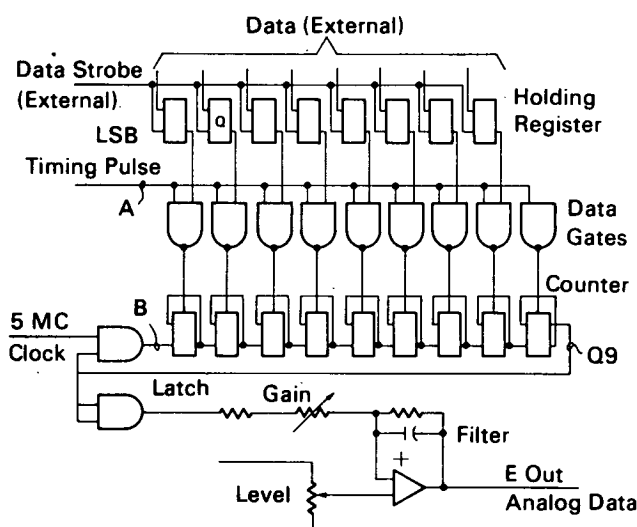 Data (External)
Data Strobe
(External).
Holding
Register
LSB
Q
Timing Pulse
A
Data
Gates
Counter
5 MC
Clock
B
Q9
Latch
Gain
Filter
+
Level
E Out
Analog Data